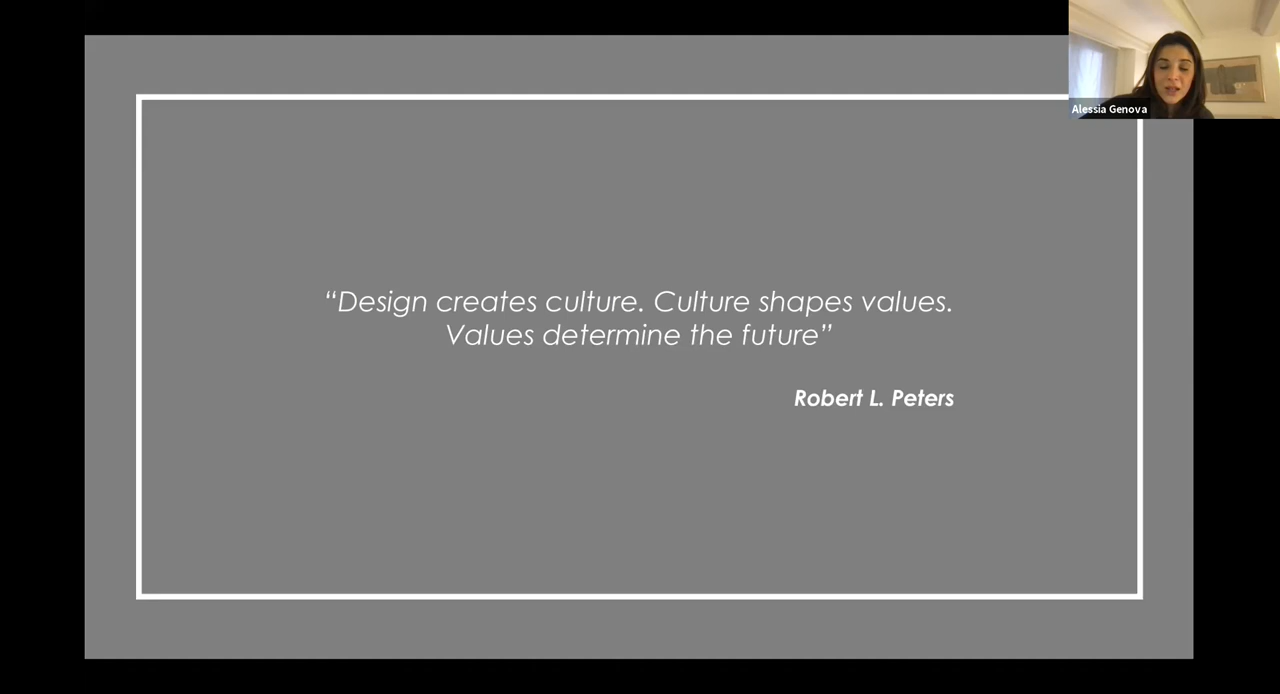 Alessia Genova
“Design creates culture. Culture shapes values.
Values determine the future”
Robert L. Peters